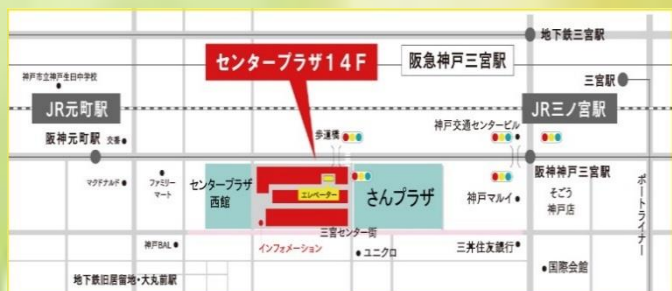 地下鉄三宮駅
センタープラザ14F
阪急神戸三宮駅
三宮駅
神戸市立神戸生田中学校
JR元町駅
JR三ノ宮駅
歩道橋
神戸交通センタービル
阪神元町駅
交番
阪神神戸三宮駅
マクドナルド
ファミリー
マート
センタープラザ
西館
エレベーター
さんプラザ
神戸マルイ
そごう
神戸店
ポートライナー
三宮センター街
神戸BAL
インフォメーション
ユニクロ
三井住友銀行
国際会館
地下鉄旧居留地・大丸前駅